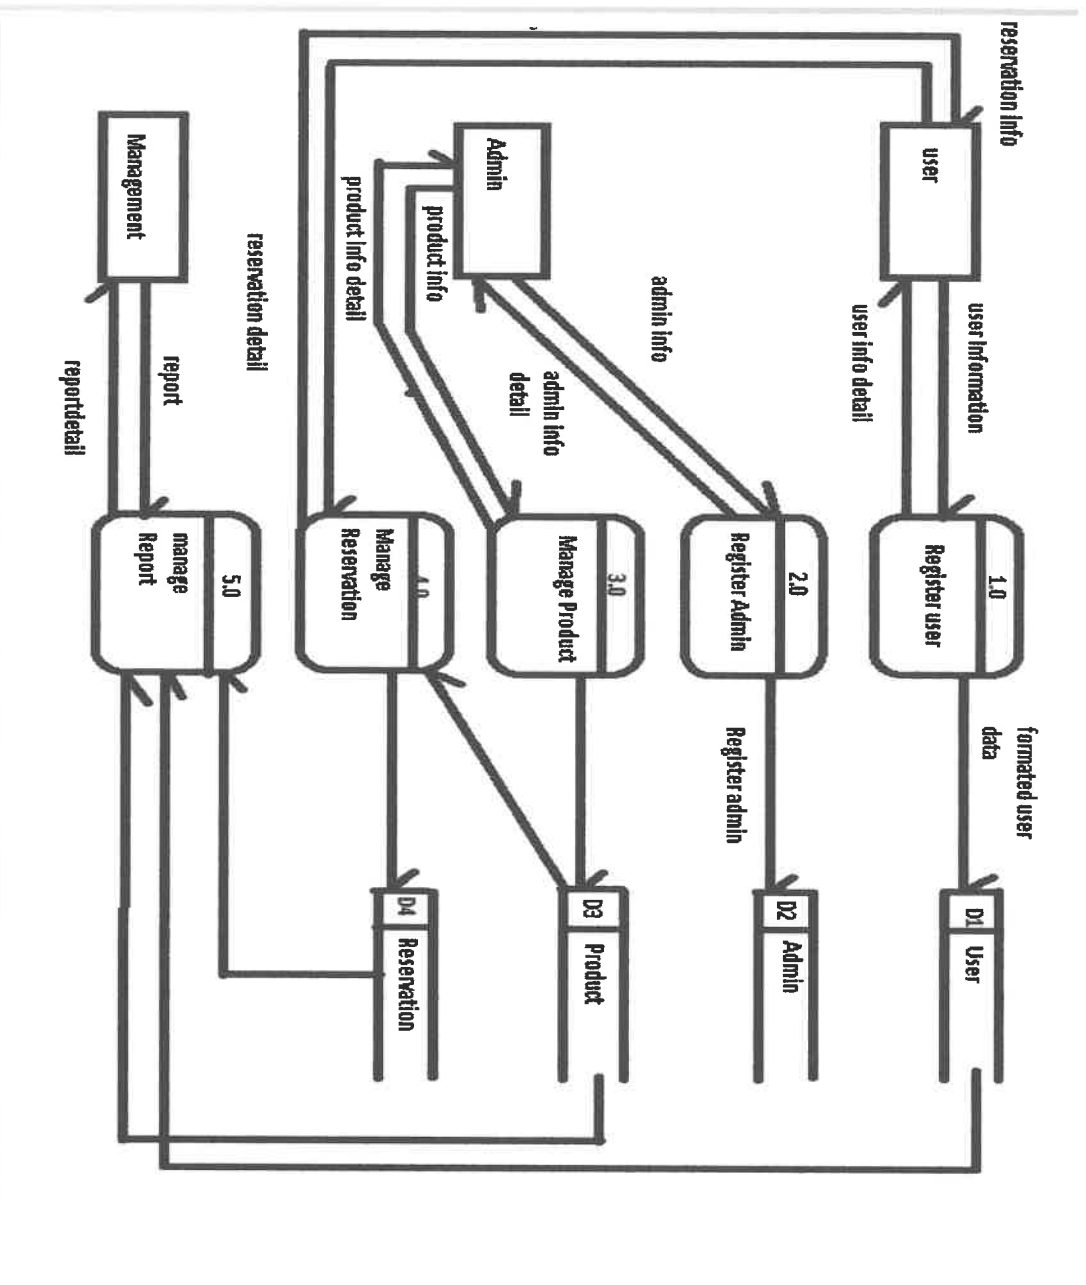 reservation info
user
user information
user info detail
1.0
Register user
formated user
data
D1
User
Admin
admin info
admin info
detail
2.0
Register Admin
Register admin
D2
Admin
product info
product info detail
3.0
Manage Product
D3
Product
reservation detail
4.0
Manage
Reservation
D4
Reservation
Management
report
reportdetail
5.0
manage
Report